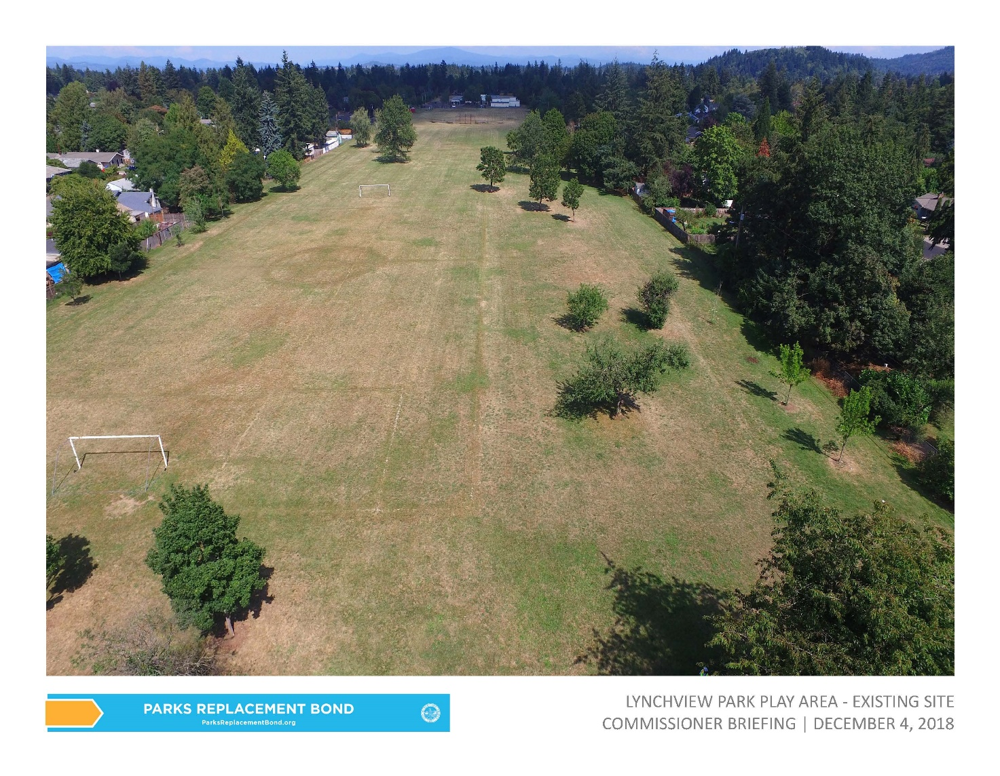 PARKS REPLACEMENT BOND
ParksReplacementBond.org
LYNCHVIEW PARK PLAY AREA - EXISTING SITE
COMMISSIONER BRIEFING | DECEMBER 4, 2018